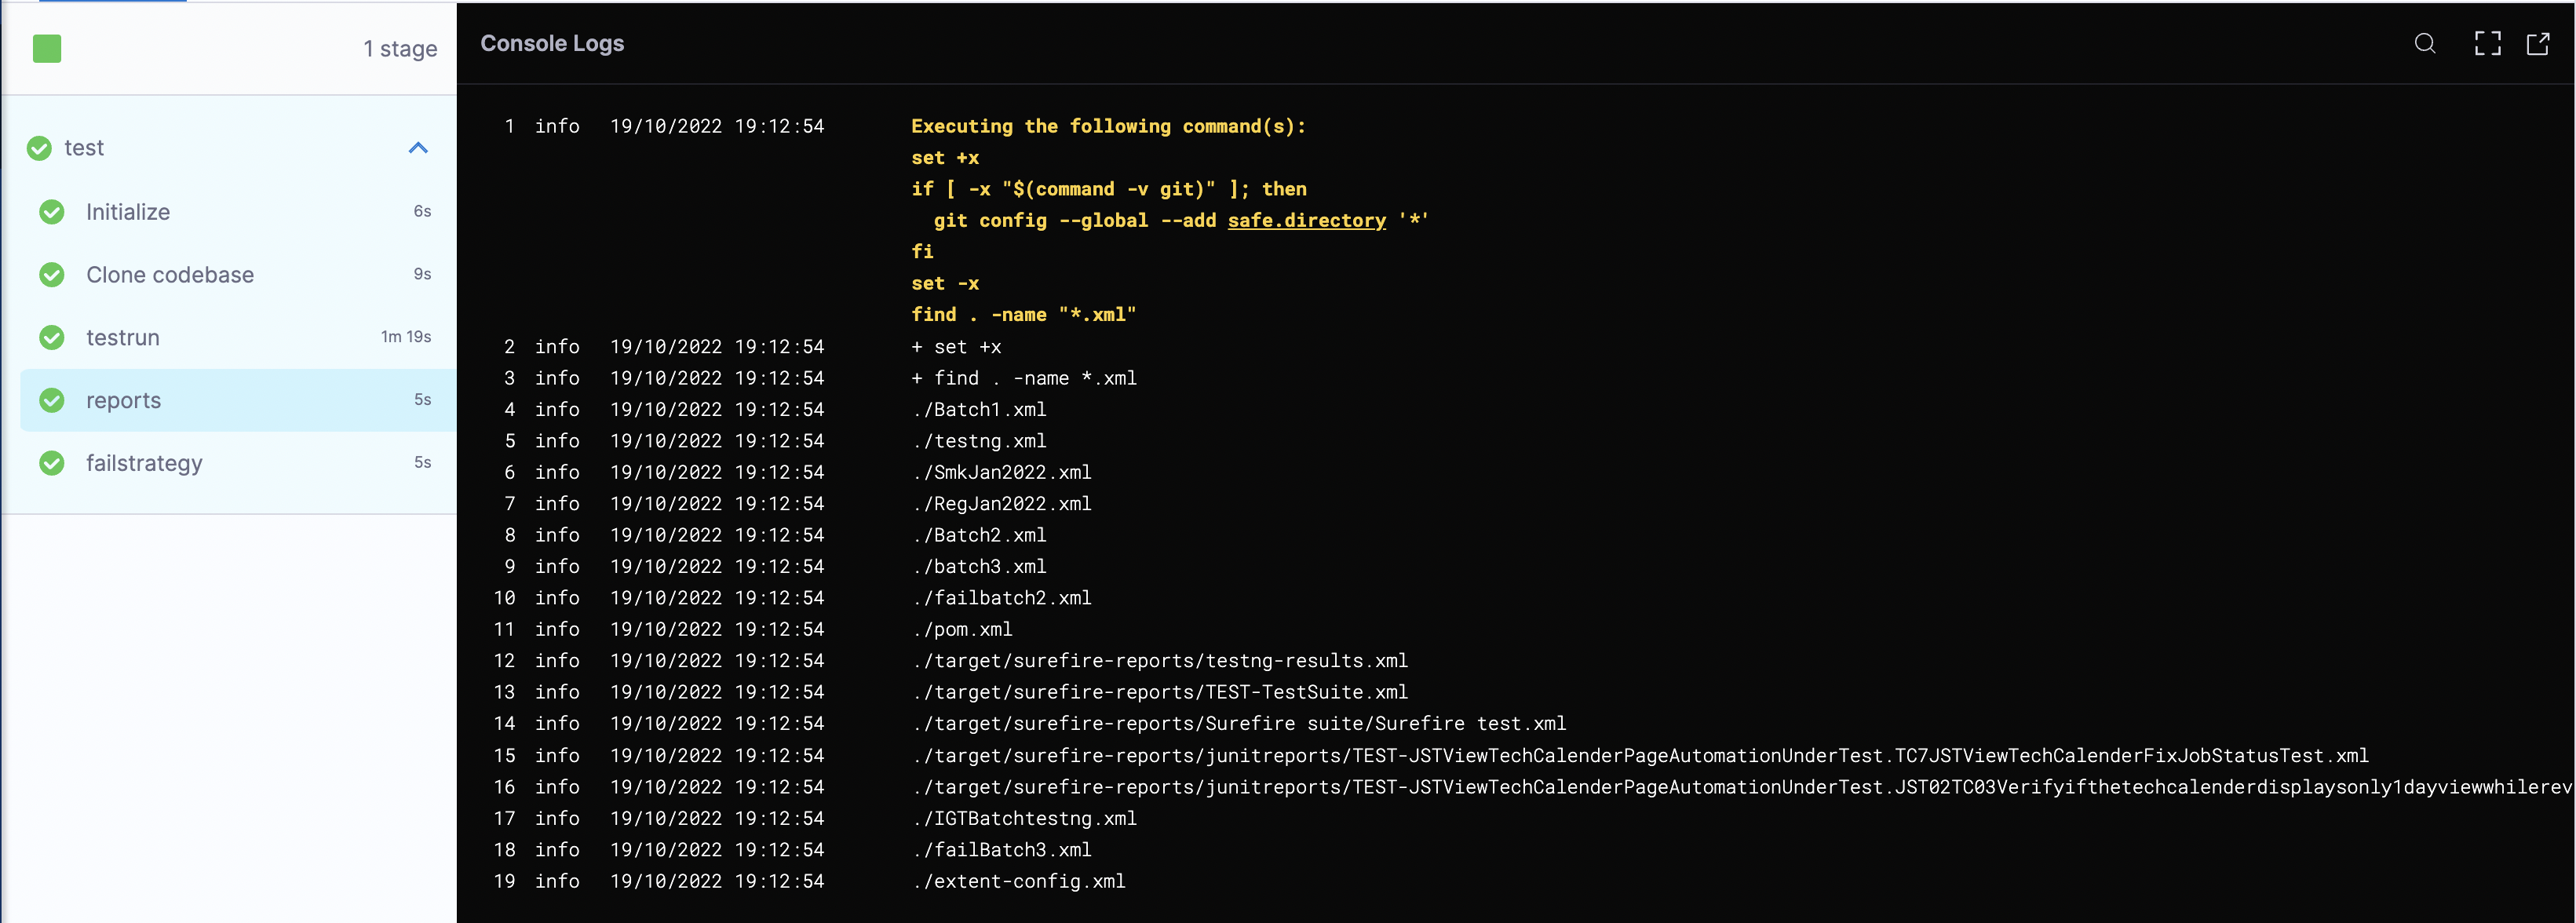 1 stage
test
Initialize 6s
Clone codebase 9s
testrun 1m 19s
reports 5s
failstrategy 5s
Console Logs
1 info 19/10/2022 19:12:54 Executing the following command(s):
set +x
if [ -x "$(command -v git)" ]; then
  git config --global --add safe.directory '*'
fi
set -x
find . -name "*.xml"
2 info 19/10/2022 19:12:54 + set +x
3 info 19/10/2022 19:12:54 + find . -name *.xml
4 info 19/10/2022 19:12:54 ./Batch1.xml
5 info 19/10/2022 19:12:54 ./testng.xml
6 info 19/10/2022 19:12:54 ./SmkJan2022.xml
7 info 19/10/2022 19:12:54 ./RegJan2022.xml
8 info 19/10/2022 19:12:54 ./Batch2.xml
9 info 19/10/2022 19:12:54 ./batch3.xml
10 info 19/10/2022 19:12:54 ./failbatch2.xml
11 info 19/10/2022 19:12:54 ./pom.xml
12 info 19/10/2022 19:12:54 ./target/surefire-reports/testng-results.xml
13 info 19/10/2022 19:12:54 ./target/surefire-reports/TEST-TestSuite.xml
14 info 19/10/2022 19:12:54 ./target/surefire-reports/Surefire suite/Surefire test.xml
15 info 19/10/2022 19:12:54 ./target/surefire-reports/junitreports/TEST-JSTViewTechCalenderPageAutomationUnderTest.TC7JSTViewTechCalenderFixJobStatusTest.xml
16 info 19/10/2022 19:12:54 ./target/surefire-reports/junitreports/TEST-JSTViewTechCalenderPageAutomationUnderTest.JST02TC03Verifyifthetechcalenderdisplaysonly1dayviewwhilerev
17 info 19/10/2022 19:12:54 ./IGTBatchtestng.xml
18 info 19/10/2022 19:12:54 ./failBatch3.xml
19 info 19/10/2022 19:12:54 ./extent-config.xml